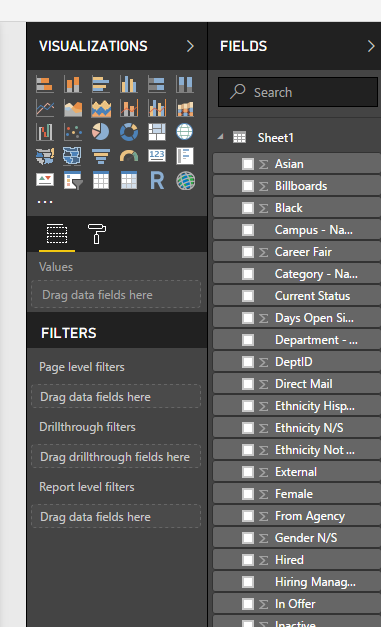 VISUALIZATIONS
FIELDS
Search
Sheet1
123
R
...
Values
Drag data fields here
FILTERS
Page level filters
Drag data fields here
Drillthrough filters
Drag drillthrough fields here
Report level filters
Drag data fields here
Σ Asian
Σ Billboards
Σ Black
Campus - Na...
Σ Career Fair
Category - Na...
Current Status
Σ Days Open Si...
Department - ...
Σ DeptID
Σ Direct Mail
Σ Ethnicity Hisp...
Σ Ethnicity N/S
Σ Ethnicity Not ...
Σ External
Σ Female
Σ From Agency
Σ Gender N/S
Σ Hired
Hiring Manag...
Σ In Offer
Σ Inactive